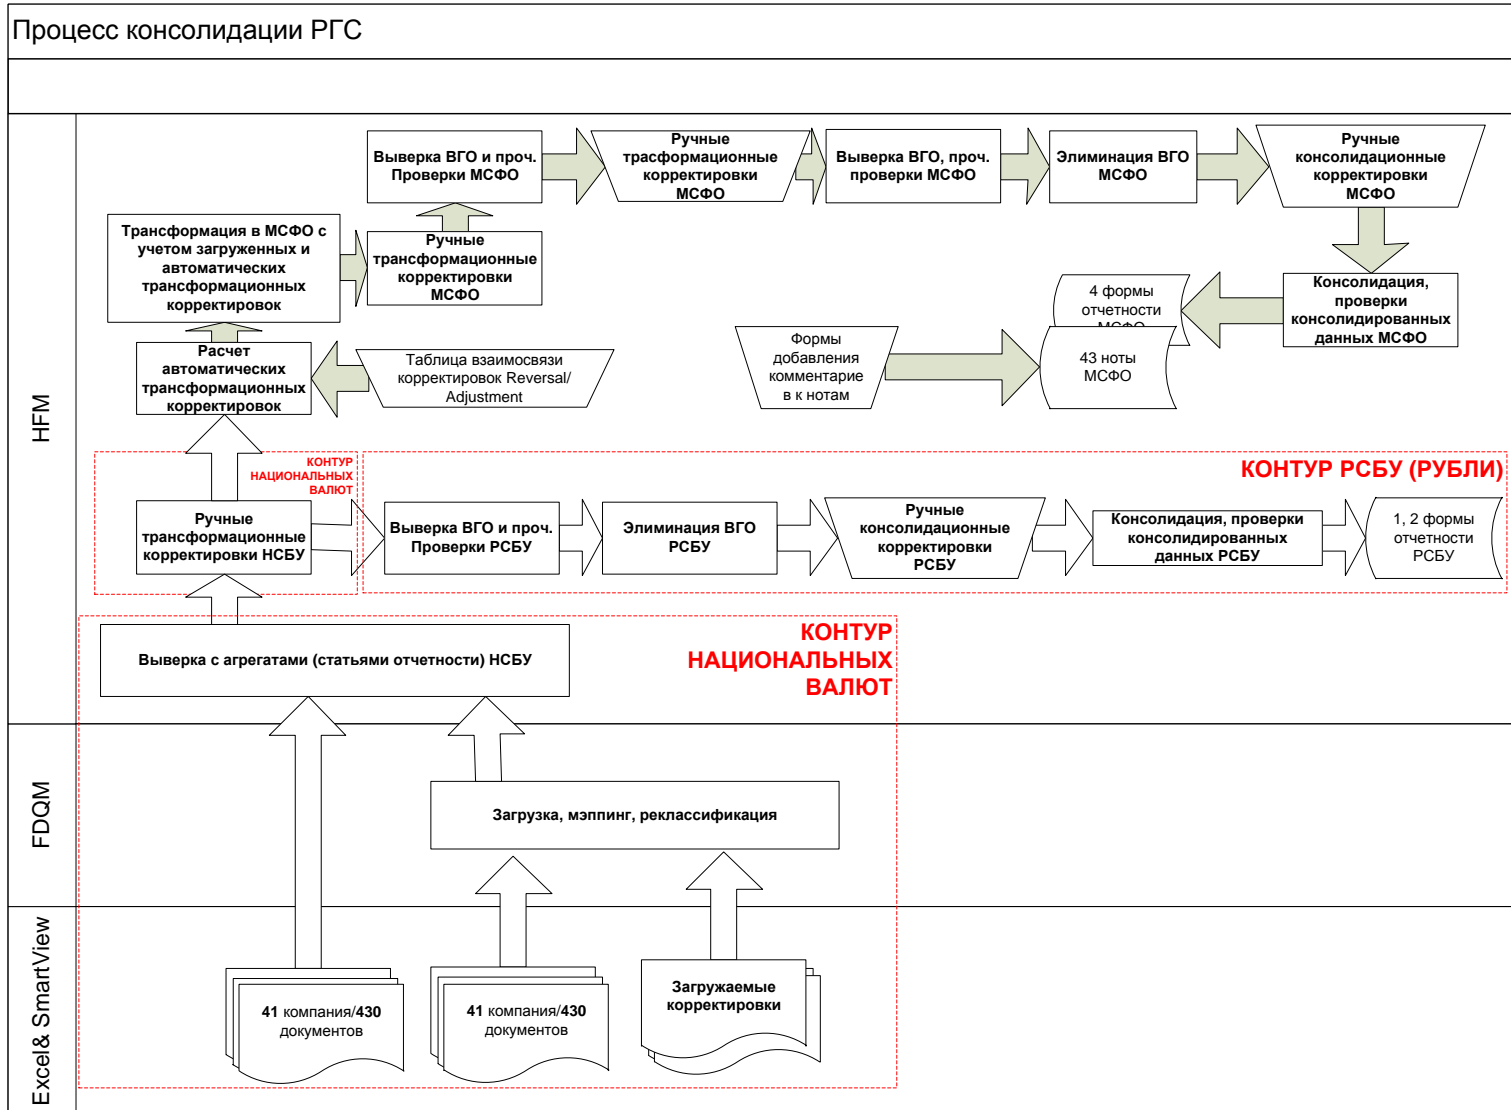 Процесс консолидации РГС
HFM
FDQM
Excel& SmartView
Выверка ВГО и проч.
Проверки МСФО
Ручные
трасформационные
корректировки
МСФО
Выверка ВГО, проч.
проверки МСФО
Элиминация ВГО
МСФО
Ручные
консолидационные
корректировки
МСФО
Трансформация в МСФО с
учетом загруженных и
автоматических
трансформационных
корректировок
Ручные
трансформационные
корректировки
МСФО
4 формы
отчетности
МСФО
Консолидация,
проверки
консолидированных
данных МСФО
Расчет
автоматических
трансформационных
корректировок
Таблица взаимосвязи
корректировок Reversal/
Adjustment
Формы
добавления
комментарие
в к нотам
43 ноты
МСФО
КОНТУР
НАЦИОНАЛЬНЫХ
ВАЛЮТ
КОНТУР РСБУ (РУБЛИ)
Ручные
трансформационные
корректировки НСБУ
Выверка ВГО и проч.
Проверки РСБУ
Элиминация ВГО
РСБУ
Ручные
консолидационные
корректировки
РСБУ
Консолидация, проверки
консолидированных
данных РСБУ
1, 2 формы
отчетности
РСБУ
КОНТУР
НАЦИОНАЛЬНЫХ
ВАЛЮТ
Выверка с агрегатами (статьями отчетности) НСБУ
Загрузка, мэппинг, реклассификация
41 компания/430
документов
41 компания/430
документов
Загружаемые
корректировки